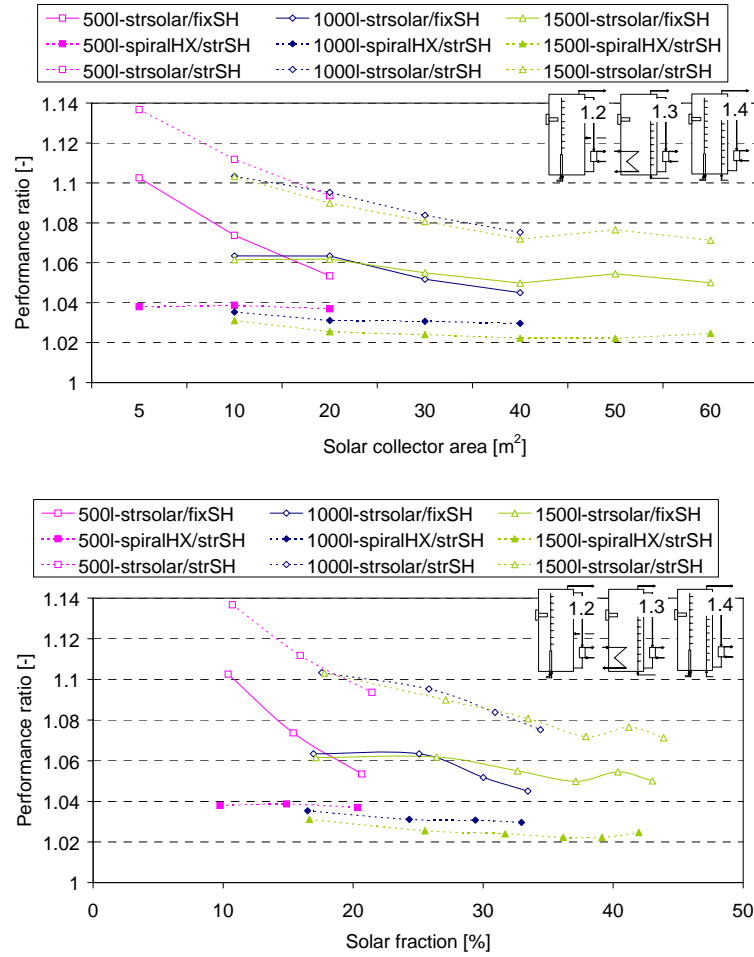 500l-strsolar/fixSH 1000l-strsolar/fixSH 1500l-strsolar/fixSH
500l-spiralHX/strSH 1000l-spiralHX/strSH 1500l-spiralHX/strSH
500l-strsolar/strSH 1000l-strsolar/strSH 1500l-strsolar/strSH
1.14
1.2 1.3 1.4
1.12
1.1
1.08
1.06
1.04
1.02
1
Performance ratio [-]
5 10 20 30 40 50 60
Solar collector area [m²]
500l-strsolar/fixSH 1000l-strsolar/fixSH 1500l-strsolar/fixSH
500l-spiralHX/strSH 1000l-spiralHX/strSH 1500l-spiralHX/strSH
500l-strsolar/strSH 1000l-strsolar/strSH 1500l-strsolar/strSH
1.14
1.2 1.3 1.4
1.12
1.1
1.08
1.06
1.04
1.02
1
Performance ratio [-]
0 10 20 30 40 50
Solar fraction [%]